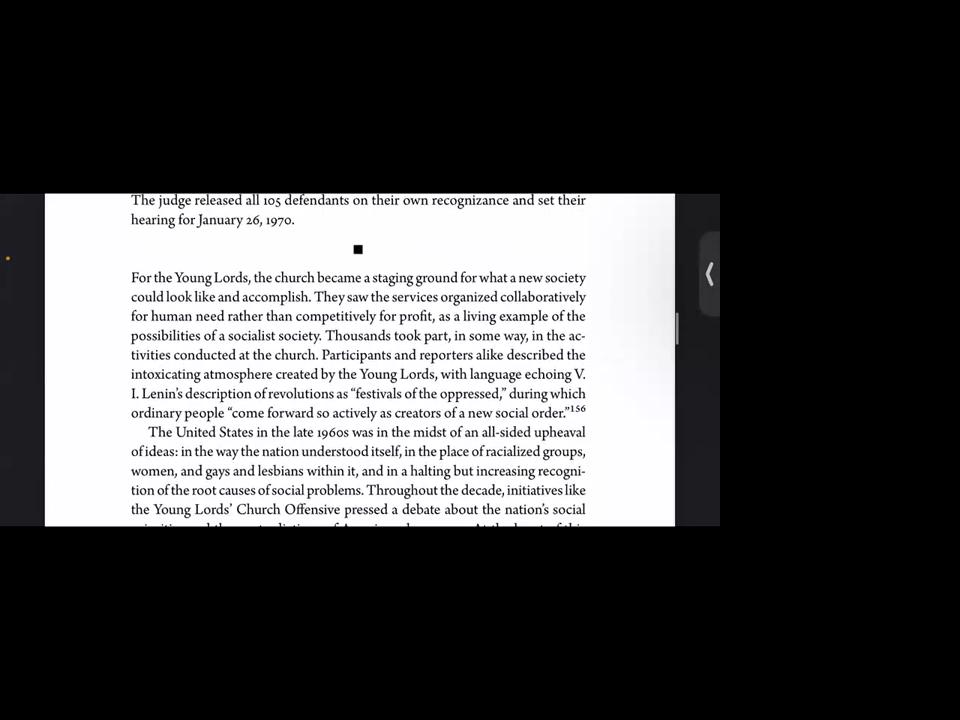 The judge released all 105 defendants on their own recognizance and set their
hearing for January 26, 1970.
For the Young Lords, the church became a staging ground for what a new society
could look like and accomplish. They saw the services organized collaboratively
for human need rather than competitively for profit, as a living example of the
possibilities of a socialist society. Thousands took part, in some way, in the ac-
tivities conducted at the church. Participants and reporters alike described the
intoxicating atmosphere created by the Young Lords, with language echoing V.
I. Lenin's description of revolutions as “festivals of the oppressed,” during which
ordinary people “come forward so actively as creators of a new social order.”156
The United States in the late 1960s was in the midst of an all-sided upheaval
of ideas: in the way the nation understood itself, in the place of racialized groups,
women, and gays and lesbians within it, and in a halting but increasing recogni-
tion of the root causes of social problems. Throughout the decade, initiatives like
the Young Lords' Church Offensive pressed a debate about the nation's social